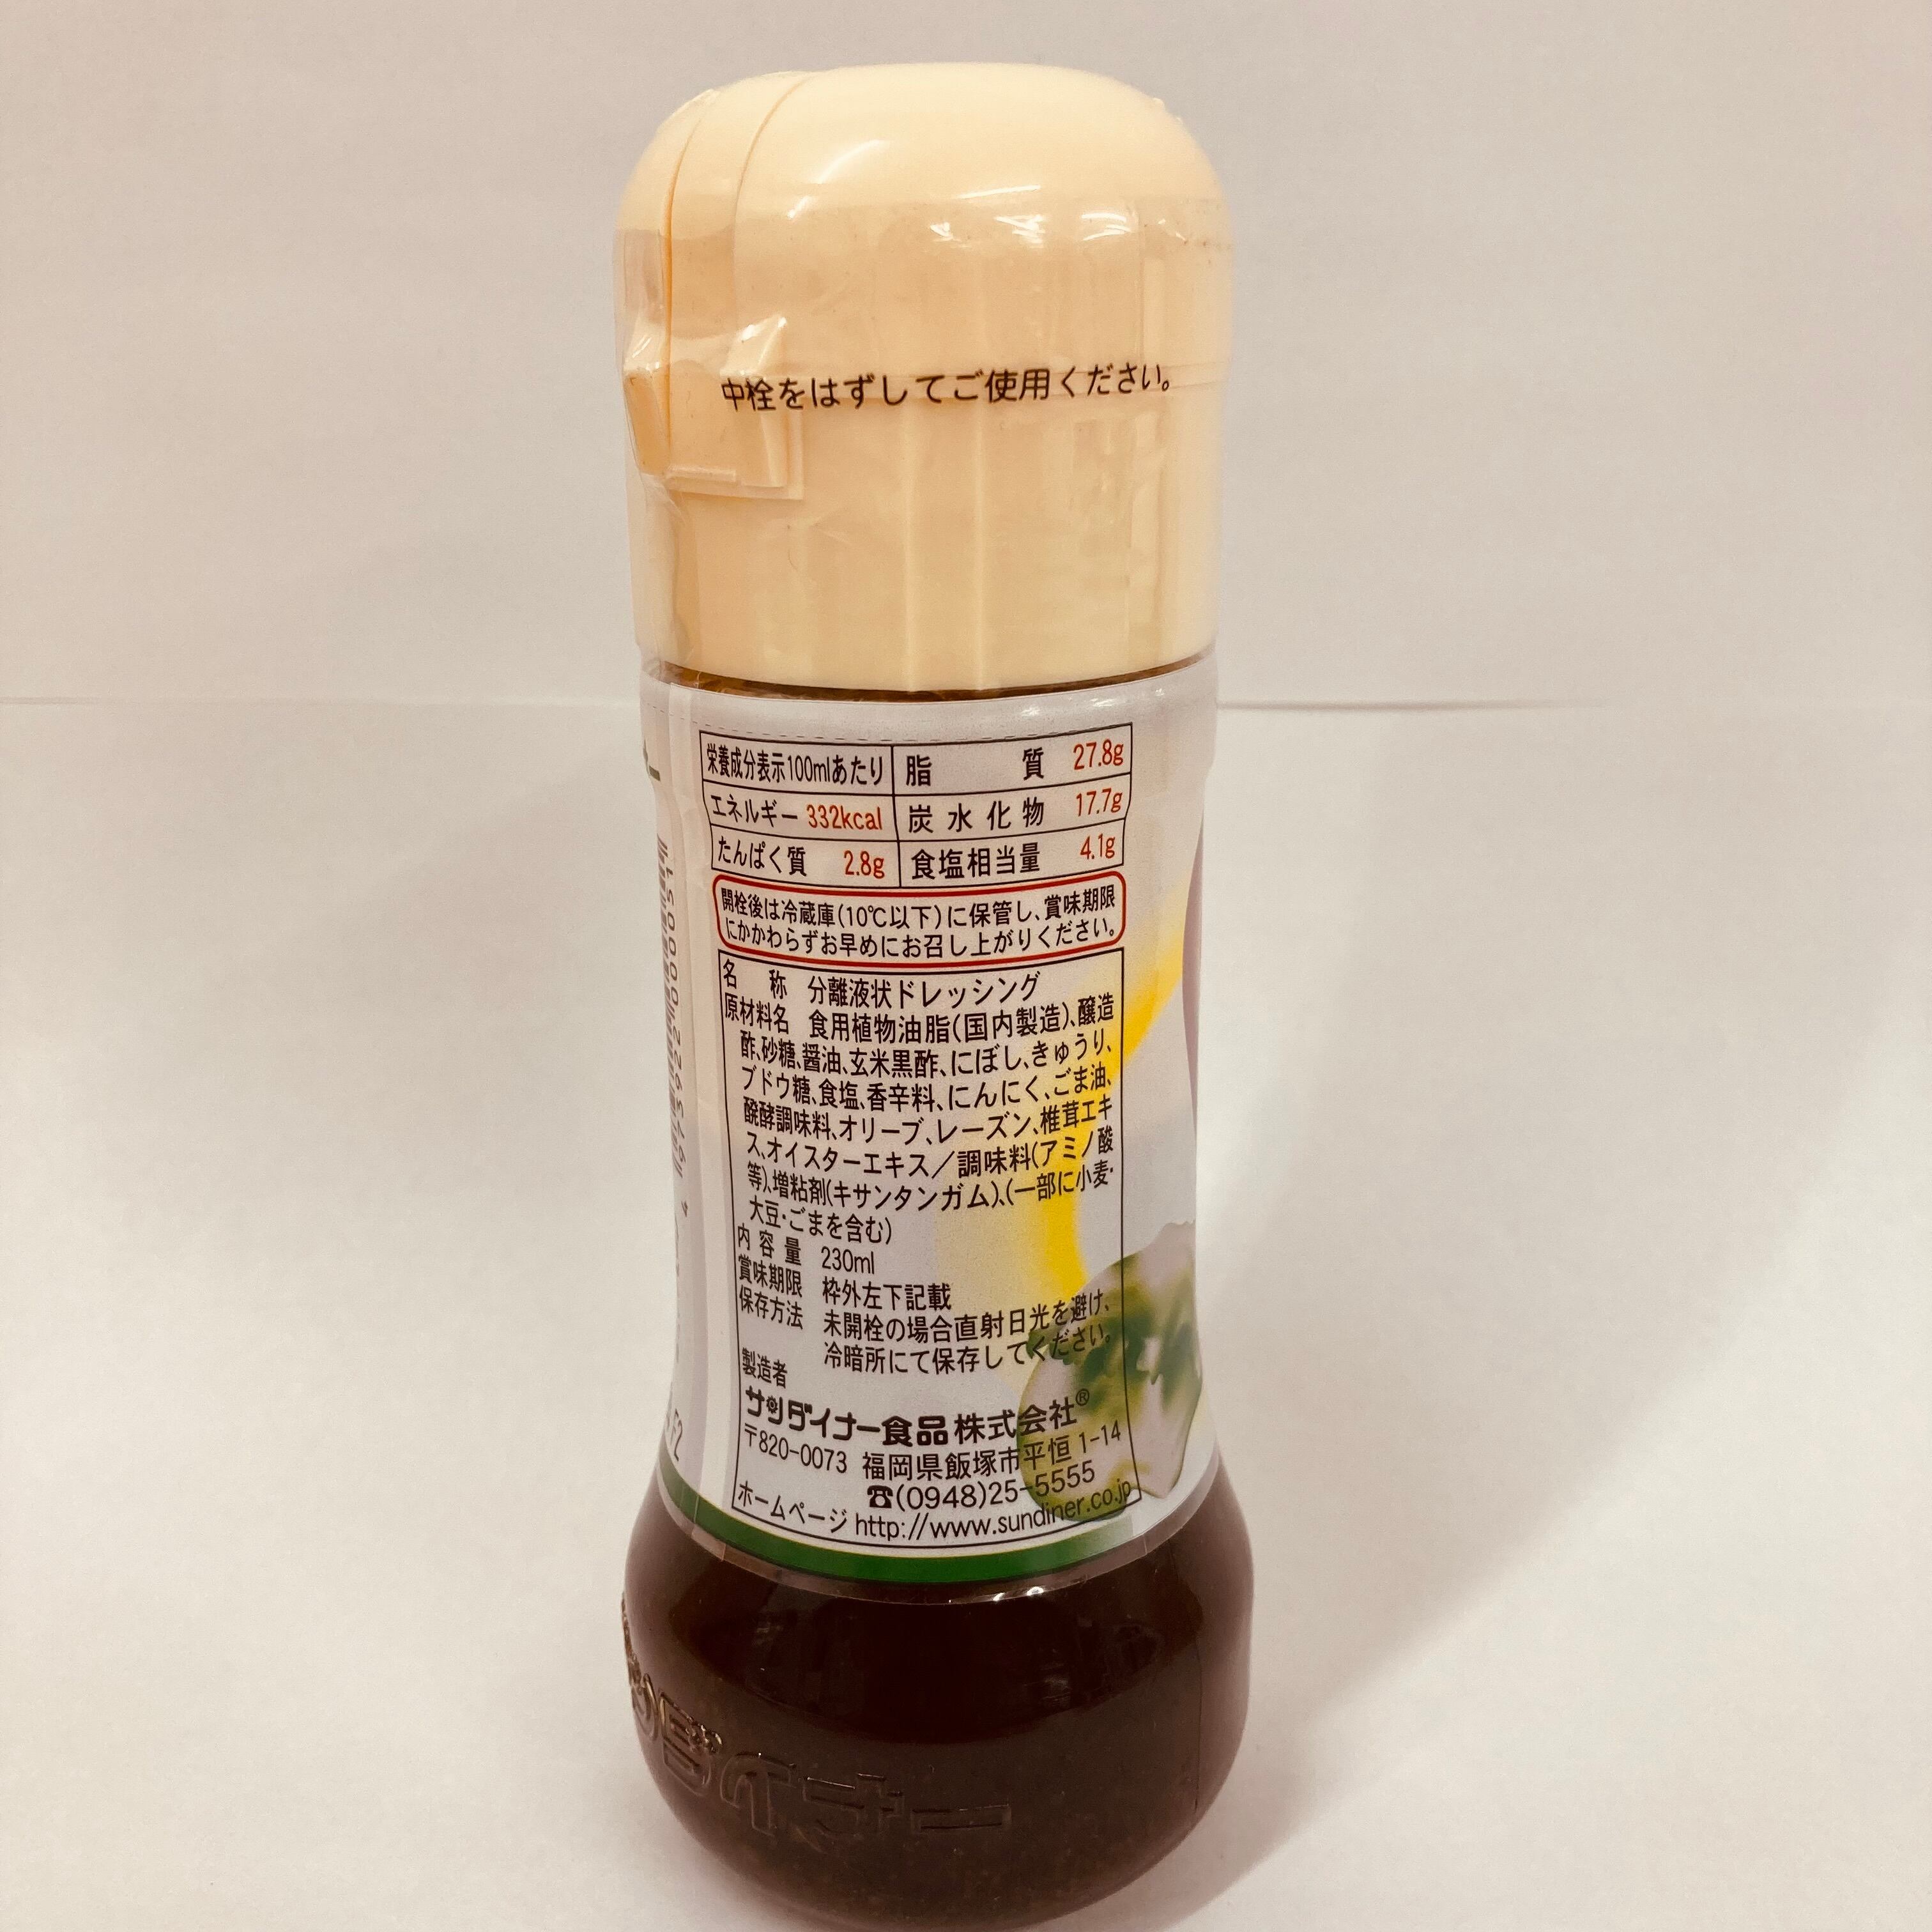 中栓をはずしてご使用ください。
栄養成分表示100mlあたり
脂質 27.8g
エネルギー 332kcal
炭水化物 17.7g
たんぱく質 2.8g
食塩相当量 4.1g
開栓後は冷蔵庫(10℃以下)に保管し、賞味期限
にかかわらずお早めにお召し上がりください。
名称 分離液状ドレッシング
原材料名 食用植物油脂(国内製造)、醸造
酢、砂糖、醤油、玄米黒酢、にぼし、きゅうり、
ブドウ糖、食塩、香辛料、にんにく、ごま油、
醗酵調味料、オリーブ、レーズン、椎茸エキ
ス、オイスターエキス／調味料(アミノ酸
等)、増粘剤(キサンタンガム)、(一部に小麦・
大豆・ごまを含む)
内容量 230ml
賞味期限 枠外左下記載
保存方法 未開栓の場合直射日光を避け、
冷暗所にて保存してください。
製造者
サンダイナー食品株式会社®
〒820-0073 福岡県飯塚市平恒1-14
☎(0948)25-5555
ホームページ http://www.sundiner.co.jp
ダイナー